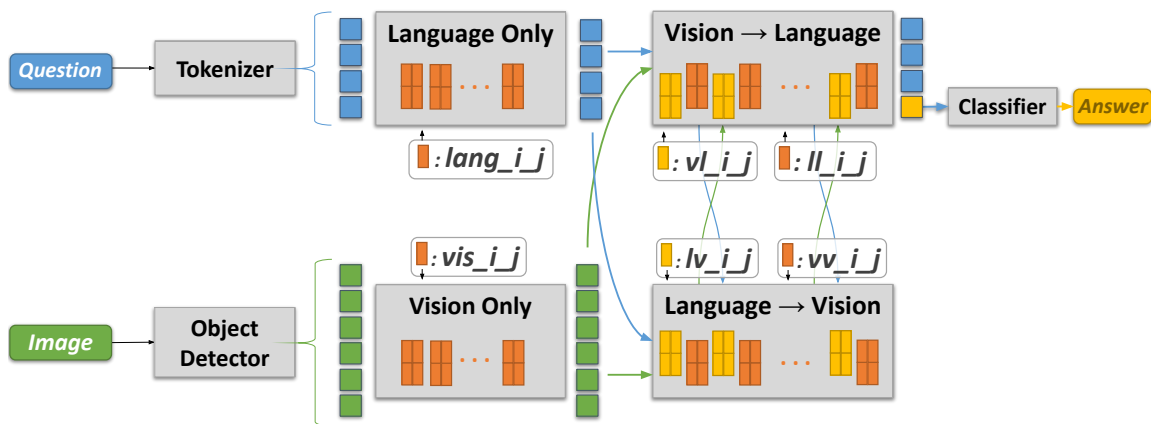 Question
Tokenizer
Language Only
. . .
: lang_i_j
Vision → Language
. . .
: vl_i_j
: ll_i_j
Classifier
Answer
Image
Object
Detector
: vis_i_j
Vision Only
. . .
: lv_i_j
: vv_i_j
Language → Vision
. . .